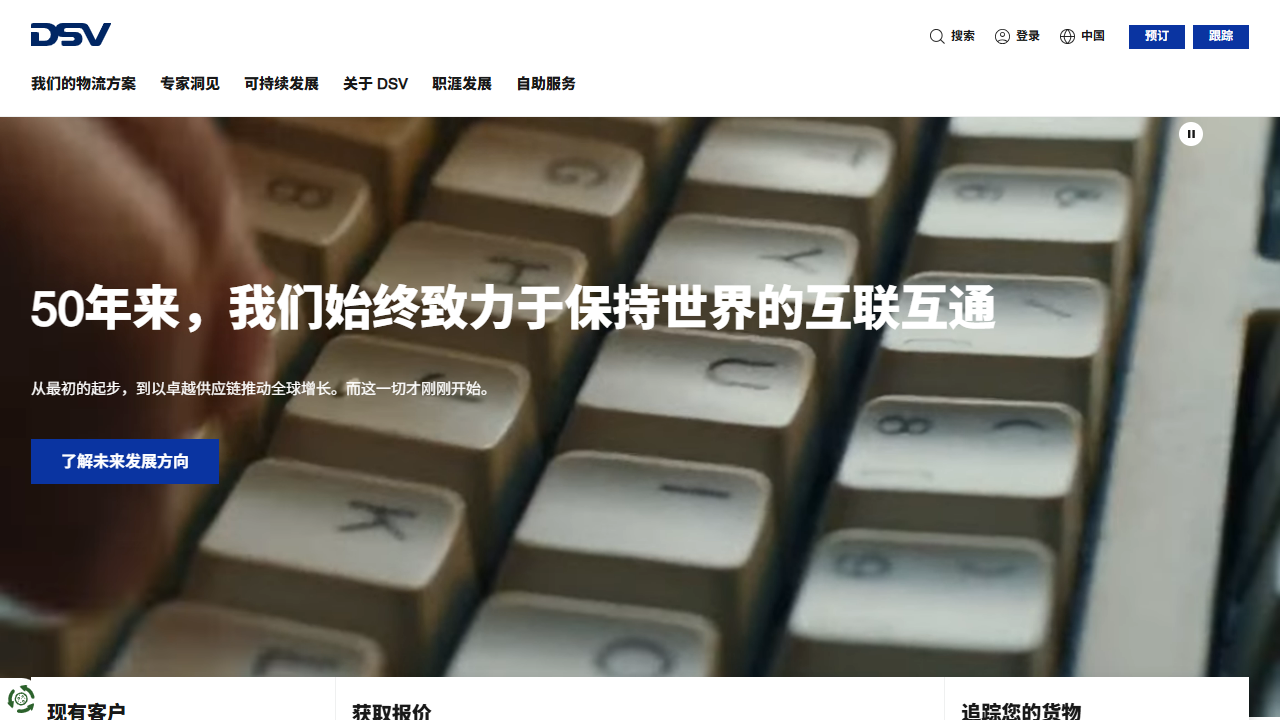 DSV
搜索
登录
中国
预订
跟踪
我们的物流方案
专家洞见
可持续发展
关于 DSV
职涯发展
自助服务
50年来，我们始终致力于保持世界的互联互通
从最初的起步，到以卓越供应链推动全球增长。而这一切才刚刚开始。
了解未来发展方向
现有客户
获取报价
追踪您的货物
B
G
H
Y
U
8
K
9